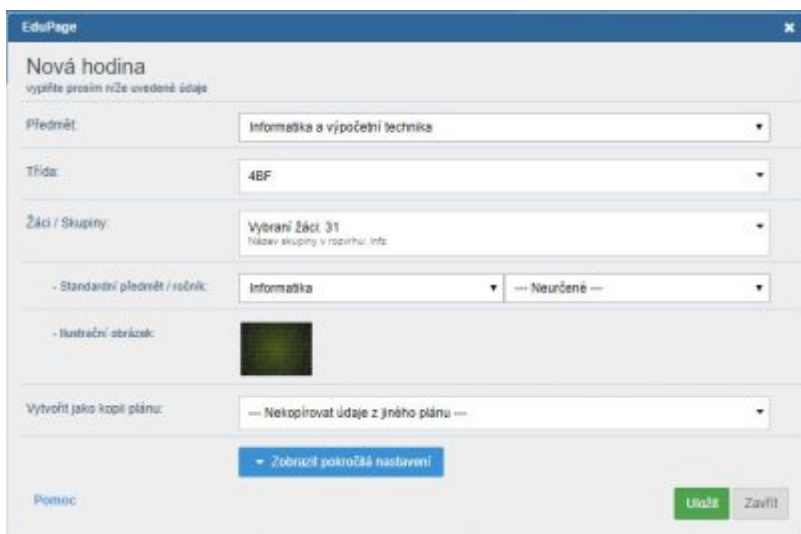 EduPage
Nová hodina
vyplňte prosím níže uvedené údaje
Předmět:
Informatika a výpočetní technika
Třída:
4BF
Žáci / Skupiny:
Vybraní žáci: 31
Název skupiny v rozvrhu: Info
- Standardní předmět / ročník:
Informatika
--- Neurčené ---
- Ilustrační obrázek:
Vytvořit jako kopii plánu:
--- Nekopírovat údaje z jiného plánu ---
Zobrazit pokročilá nastavení
Pomoc
Uložit
Zavřít